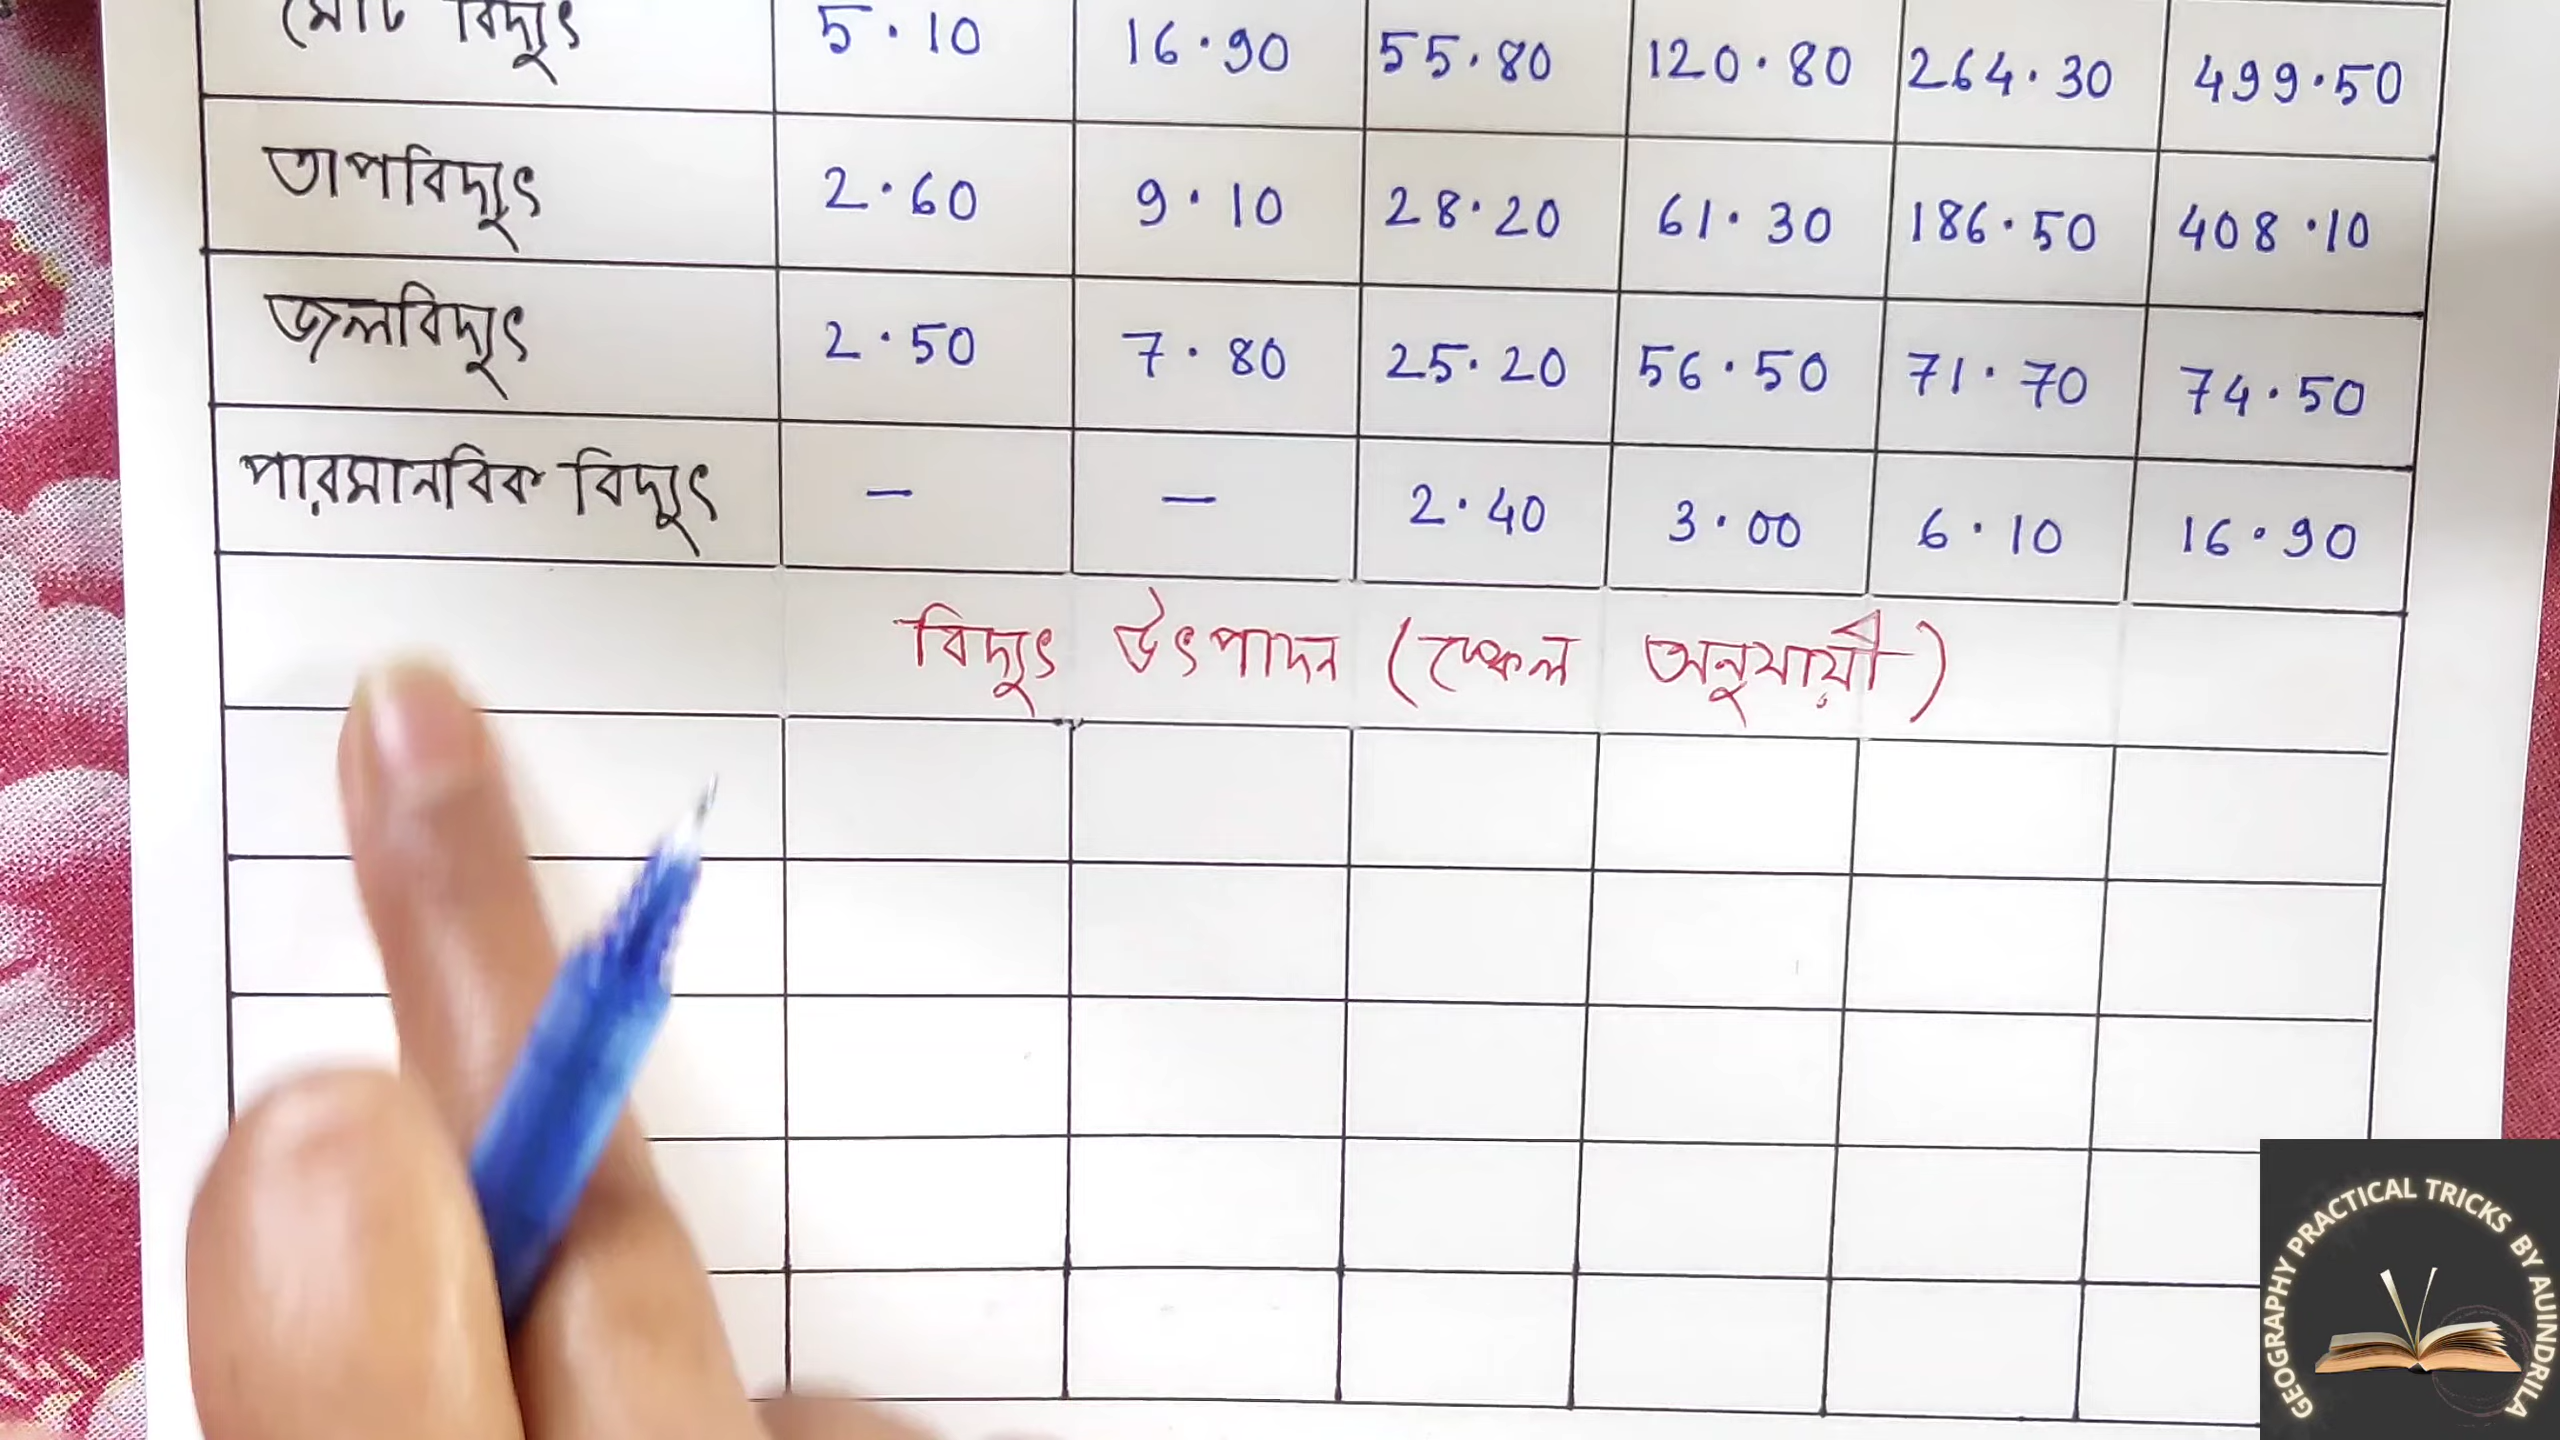 মোট বিদ্যুৎ 5.10 16.90 55.80 120.80 264.30 499.50
তাপবিদ্যুৎ 2.60 9.10 28.20 61.30 186.50 408.10
জলবিদ্যুৎ 2.50 7.80 25.20 56.50 71.70 74.50
পারমানবিক বিদ্যুৎ — — 2.40 3.00 6.10 16.90
বিদ্যুৎ উৎপাদন (স্কেল অনুযায়ী)
GEOGRAPHY PRACTICAL TRICKS BY AUINDRILA